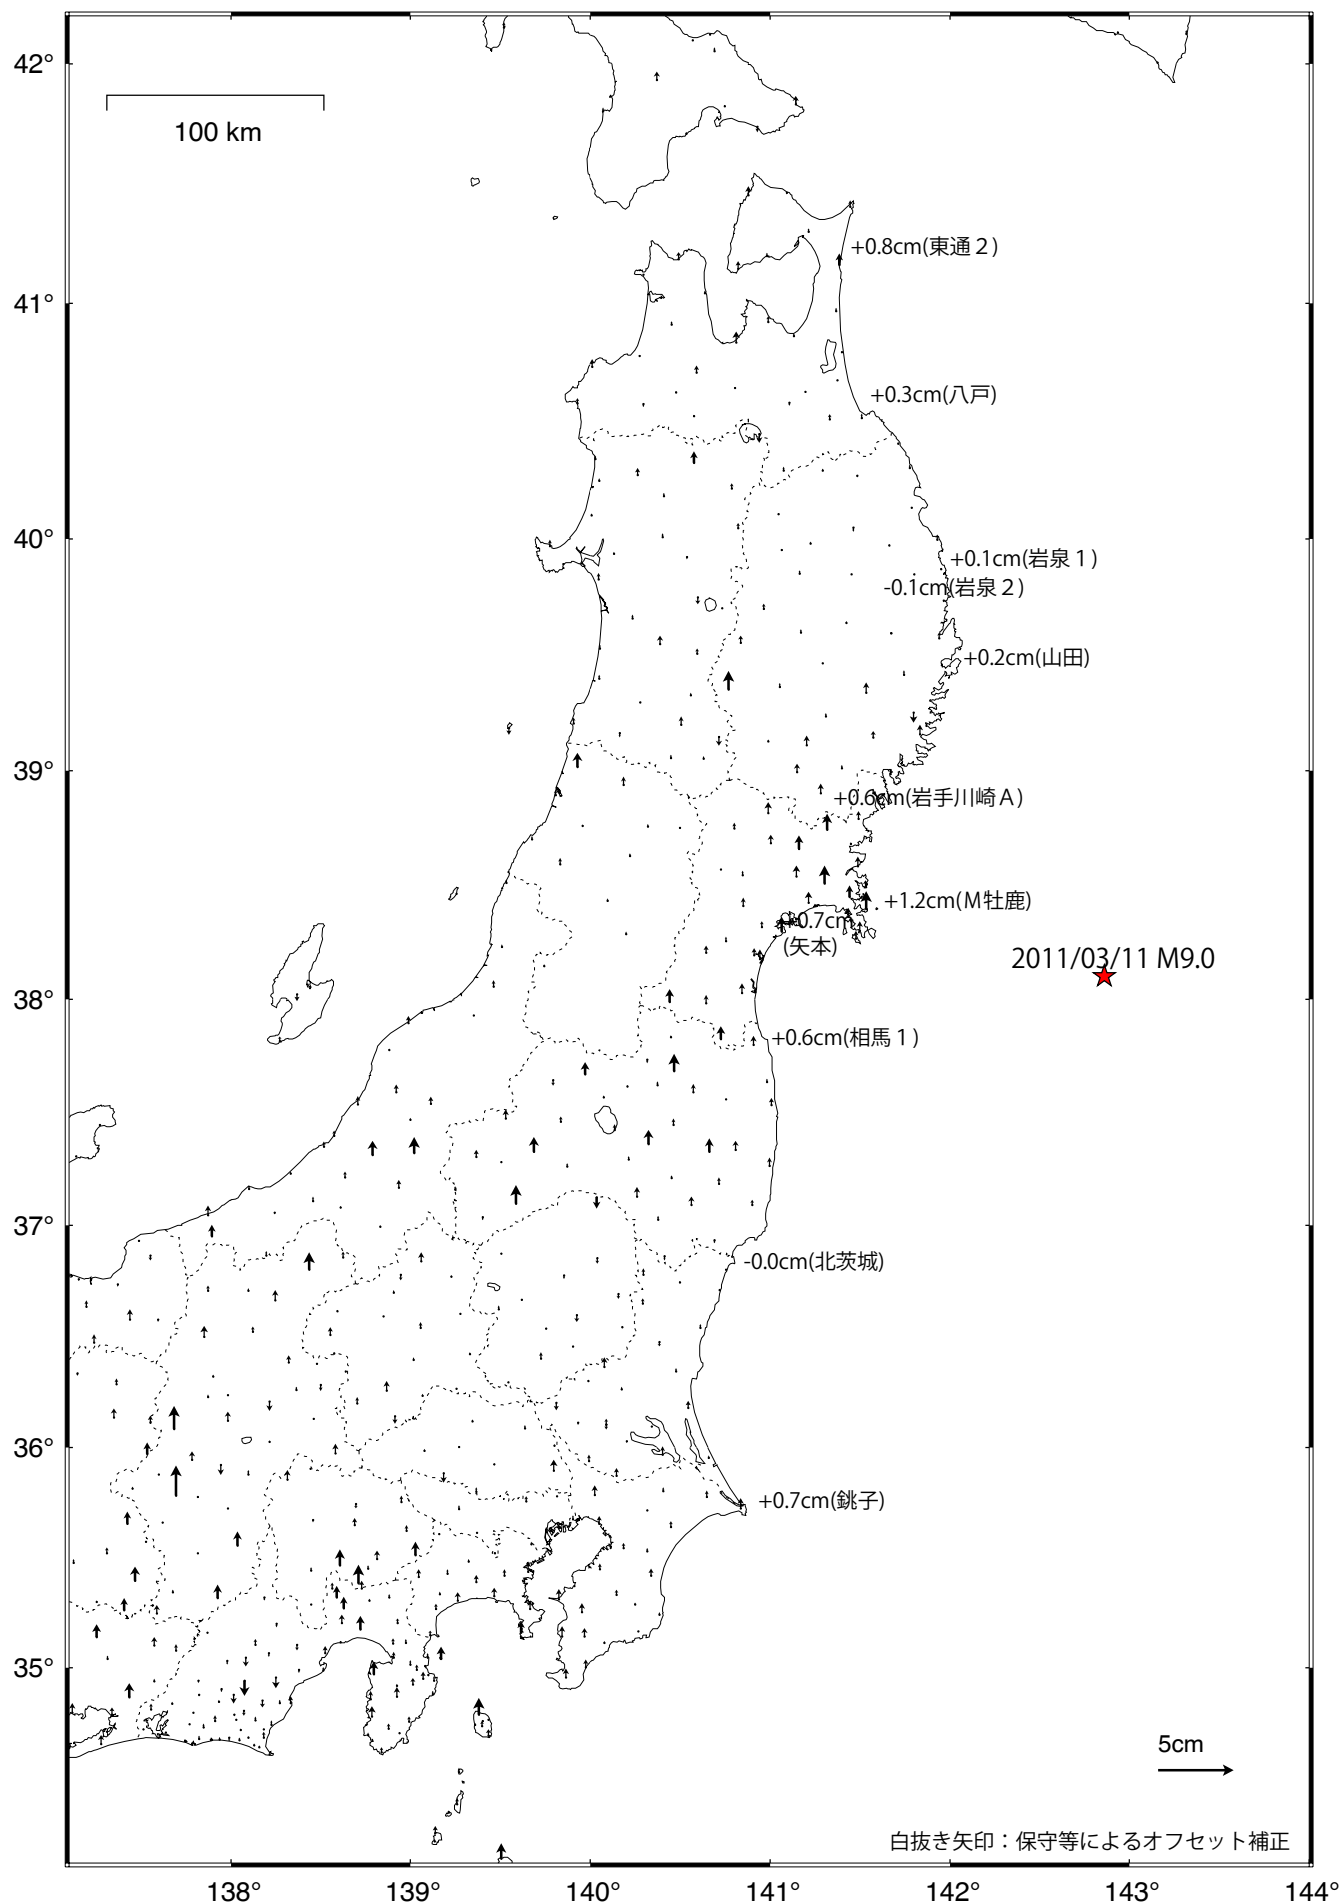 42°
100 km
+0.8cm(東通２)
41°
+0.3cm(八戸)
40°
+0.1cm(岩泉１)
-0.1cm(岩泉２)
+0.2cm(山田)
39°
+0.6cm(岩手川崎Ａ)
+1.2cm(Ｍ牡鹿)
+0.7cm
(矢本)
2011/03/11 M9.0
38°
+0.6cm(相馬１)
37°
-0.0cm(北茨城)
36°
+0.7cm(銚子)
35°
5cm
白抜き矢印：保守等によるオフセット補正
138° 139° 140° 141° 142° 143° 144°